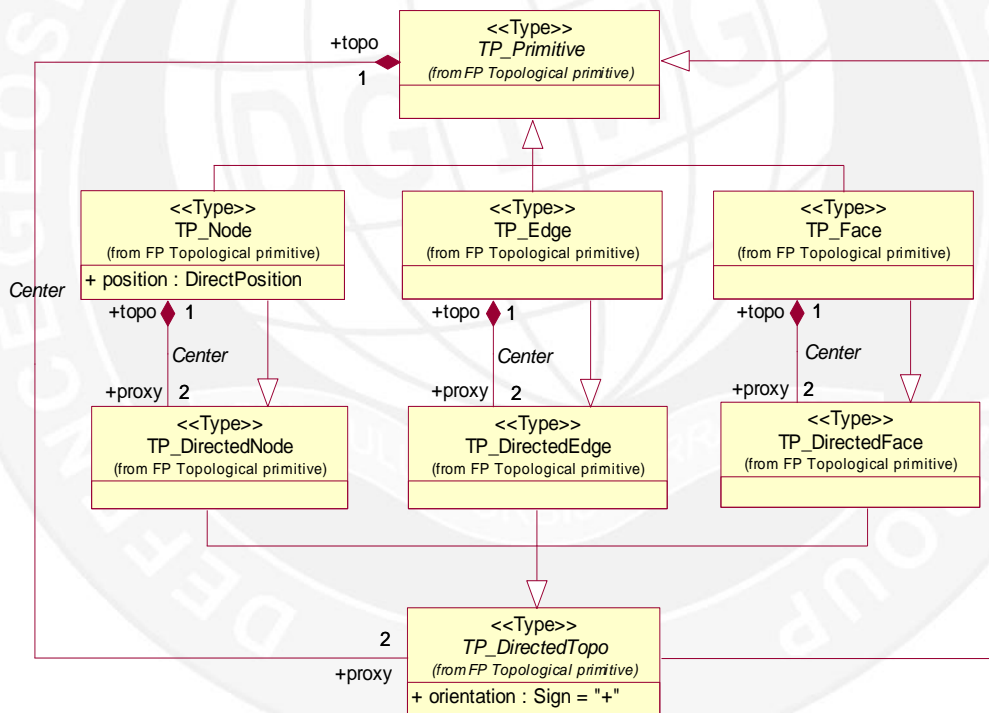 <<Type>>
+topo
TP_Primitive
(from FP Topological primitive)
1
<<Type>>
TP_Node
(from FP Topological primitive)
+ position : DirectPosition
<<Type>>
TP_Edge
(from FP Topological primitive)
<<Type>>
TP_Face
(from FP Topological primitive)
Center
+topo
1
+topo
1
+topo
1
Center
Center
Center
+proxy
2
+proxy
2
+proxy
2
<<Type>>
TP_DirectedNode
(from FP Topological primitive)
<<Type>>
TP_DirectedEdge
(from FP Topological primitive)
<<Type>>
TP_DirectedFace
(from FP Topological primitive)
2
+proxy
<<Type>>
TP_DirectedTopo
(from FP Topological primitive)
+ orientation : Sign = "+"